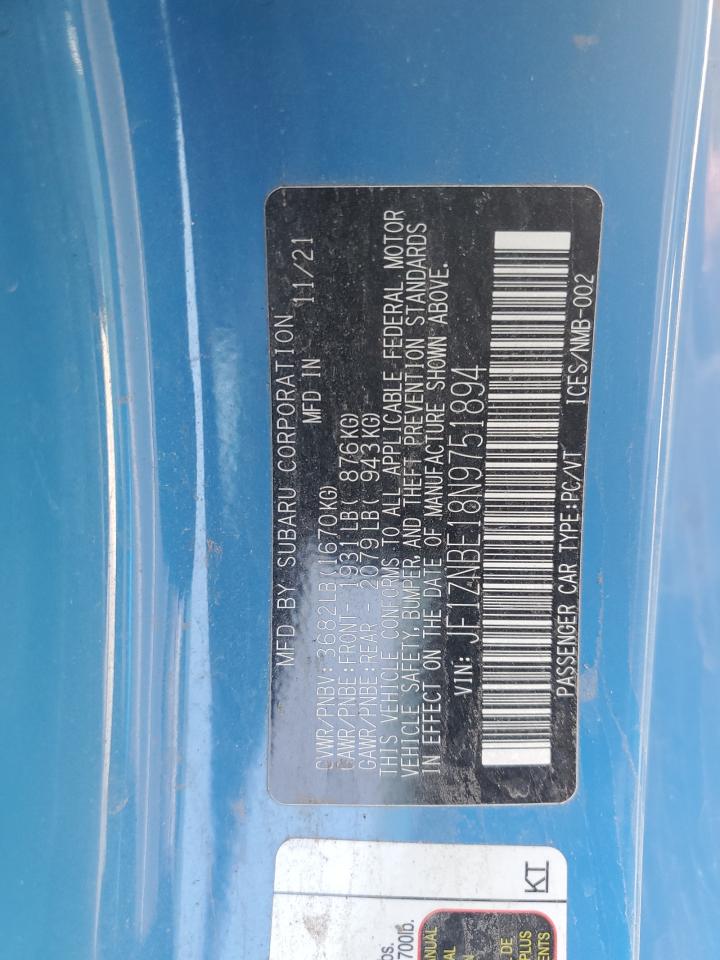 MFD BY SUBARU CORPORATION
MFD IN 11/21
GVWR/PNBV: 3682LB(1670KG)
GAWR/PNBE:FRONT- 1931LB( 876KG)
GAWR/PNBE:REAR - 2079LB( 943KG)
THIS VEHICLE CONFORMS TO ALL APPLICABLE FEDERAL MOTOR
VEHICLE SAFETY, BUMPER, AND THEFT PREVENTION STANDARDS
IN EFFECT ON THE DATE OF MANUFACTURE SHOWN ABOVE.
VIN: JF1ZNBE18N9751894
PASSENGER CAR TYPE:PC/VT ICES/NMB-002
KT
700lb.
DE
PLUS